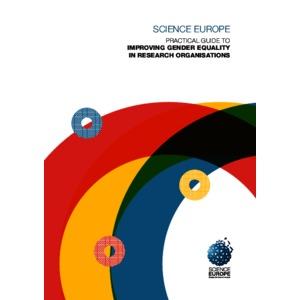 SCIENCE EUROPE
PRACTICAL GUIDE TO
IMPROVING GENDER EQUALITY
IN RESEARCH ORGANISATIONS
SCIENCE
EUROPE